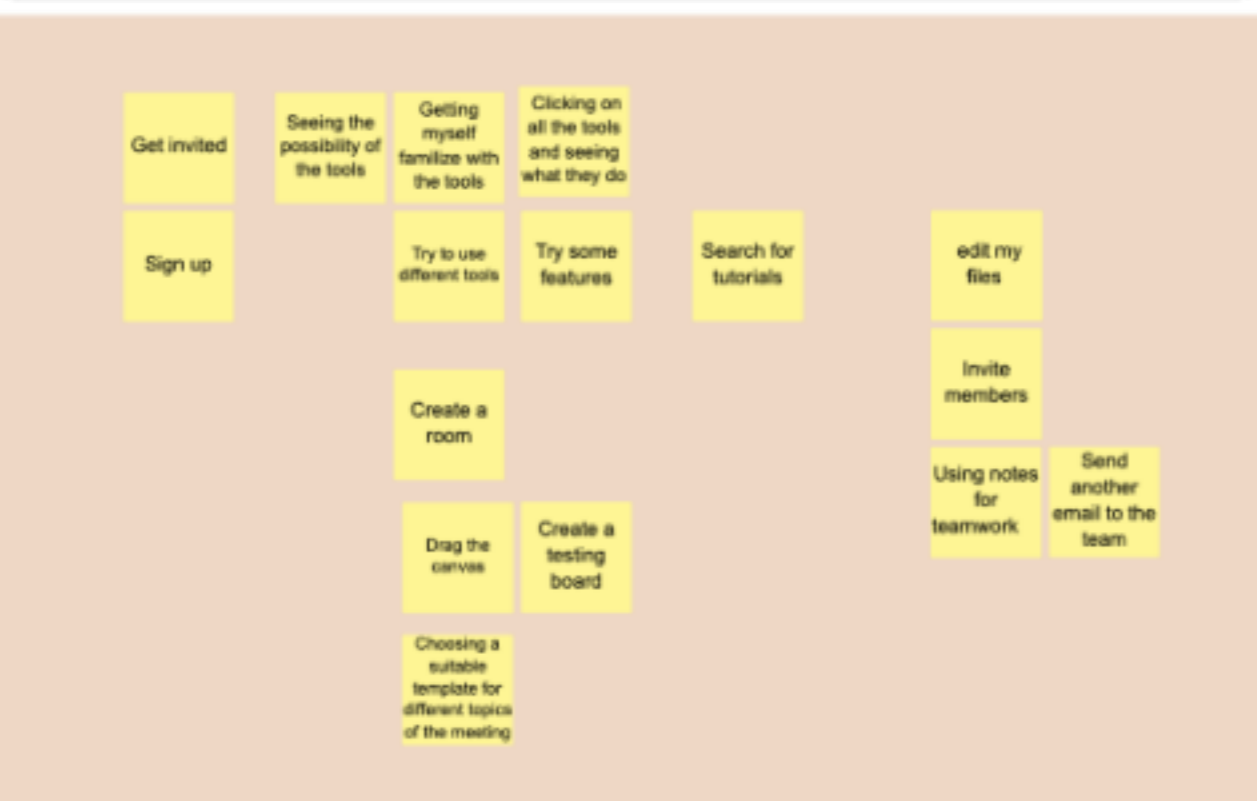 Get invited
Seeing the
possibility of
the tools
Getting
myself
familize with
the tools
Clicking on
all the tools
and seeing
what they do
Sign up
Try to use
different tools
Try some
features
Search for
tutorials
edit my
files
Create a
room
Invite
members
Using notes
for
teamwork
Send
another
email to the
team
Drag the
canvas
Create a
testing
board
Choosing a
suitable
template for
different topics
of the meeting